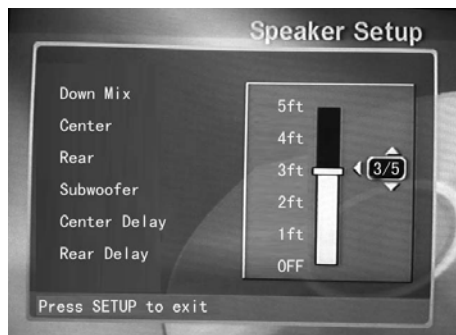 Speaker Setup
Down Mix
Center
Rear
Subwoofer
Center Delay
Rear Delay
5ft
4ft
3ft
2ft
1ft
OFF
3/5
Press SETUP to exit